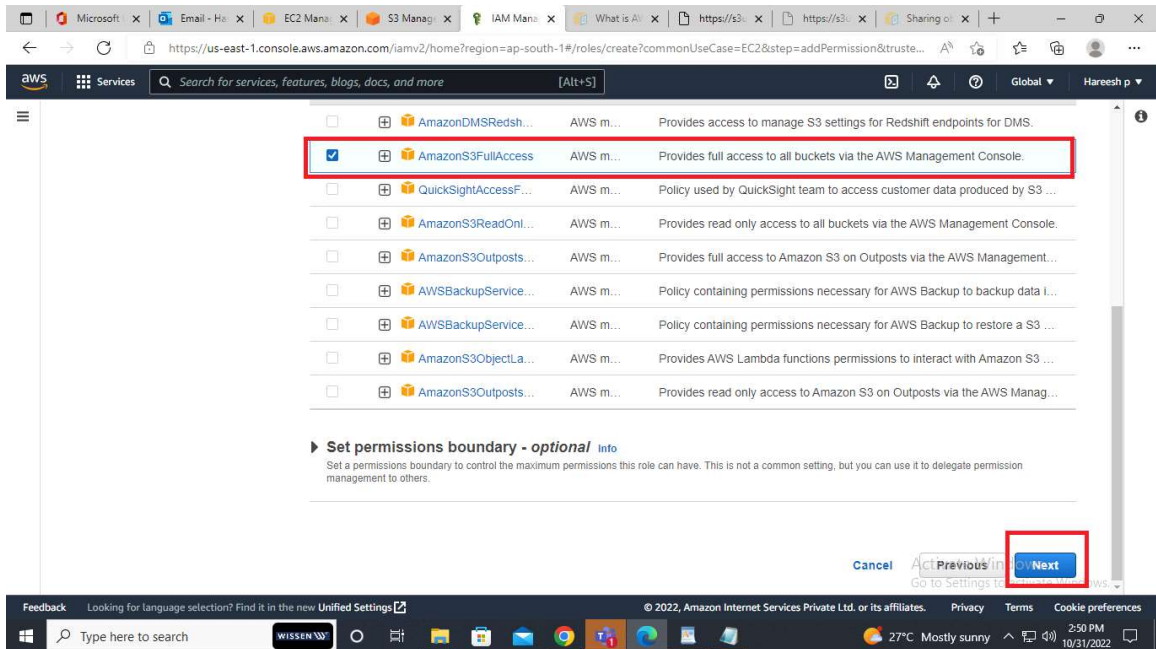 Microsoft
Email - Ha
EC2 Mana
S3 Manag
IAM Mana
What is A
https://s3
https://s3
Sharing o
https://us-east-1.console.aws.amazon.com/iamv2/home?region=ap-south-1#/roles/create?commonUseCase=EC2&step=addPermission&truste...
aws Services Search for services, features, blogs, docs, and more [Alt+S] Global Hareesh p
AmazonDMSRedsh... AWS m... Provides access to manage S3 settings for Redshift endpoints for DMS.
AmazonS3FullAccess AWS m... Provides full access to all buckets via the AWS Management Console.
QuickSightAccessF... AWS m... Policy used by QuickSight team to access customer data produced by S3 ...
AmazonS3ReadOnl... AWS m... Provides read only access to all buckets via the AWS Management Console.
AmazonS3Outposts... AWS m... Provides full access to Amazon S3 on Outposts via the AWS Management...
AWSBackupService... AWS m... Policy containing permissions necessary for AWS Backup to backup data i...
AWSBackupService... AWS m... Policy containing permissions necessary for AWS Backup to restore a S3 ...
AmazonS3ObjectLa... AWS m... Provides AWS Lambda functions permissions to interact with Amazon S3 ...
AmazonS3Outposts... AWS m... Provides read only access to Amazon S3 on Outposts via the AWS Manag...
Set permissions boundary - optional Info
Set a permissions boundary to control the maximum permissions this role can have. This is not a common setting, but you can use it to delegate permission
management to others.
Cancel Previous Next
Go to Settings to activate Windows.
Feedback Looking for language selection? Find it in the new Unified Settings © 2022, Amazon Internet Services Private Ltd. or its affiliates. Privacy Terms Cookie preferences
Type here to search WISSEN 27°C Mostly sunny 2:50 PM
10/31/2022